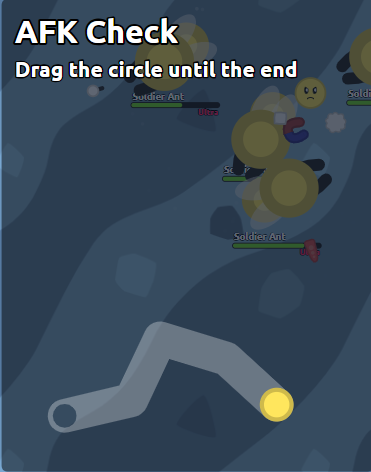 AFK Check
Drag the circle until the end
Soldier Ant
Soldier Ant